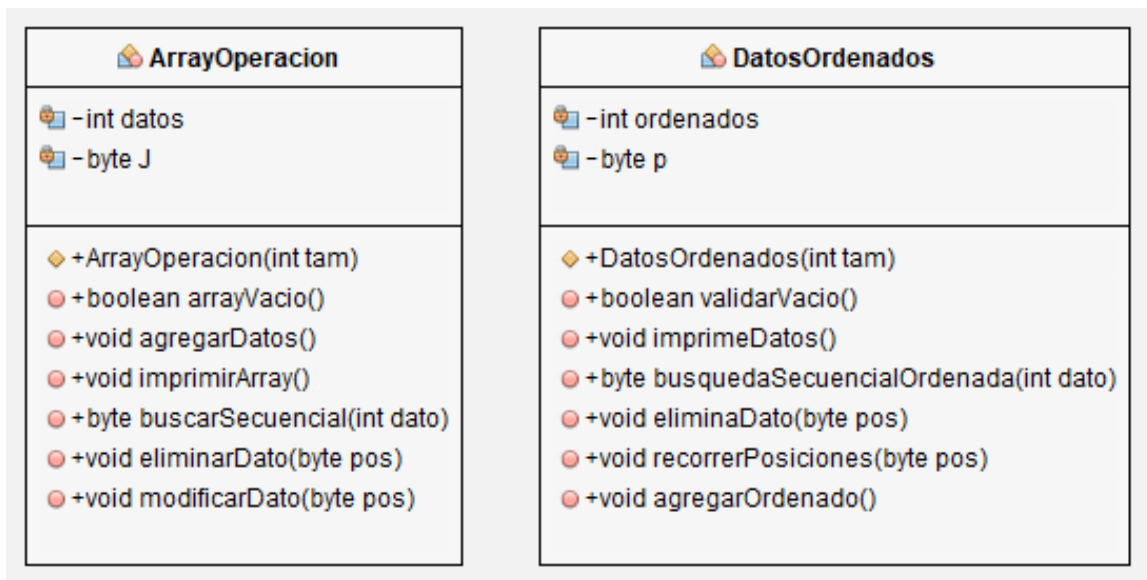 ArrayOperacion
-int datos
-byte J
+ArrayOperacion(int tam)
+boolean arrayVacio()
+void agregarDatos()
+void imprimirArray()
+byte buscarSecuencial(int dato)
+void eliminarDato(byte pos)
+void modificarDato(byte pos)
DatosOrdenados
-int ordenados
-byte p
+DatosOrdenados(int tam)
+boolean validarVacio()
+void imprimeDatos()
+byte busquedaSecuencialOrdenada(int dato)
+void eliminaDato(byte pos)
+void recorrerPosiciones(byte pos)
+void agregarOrdenado()